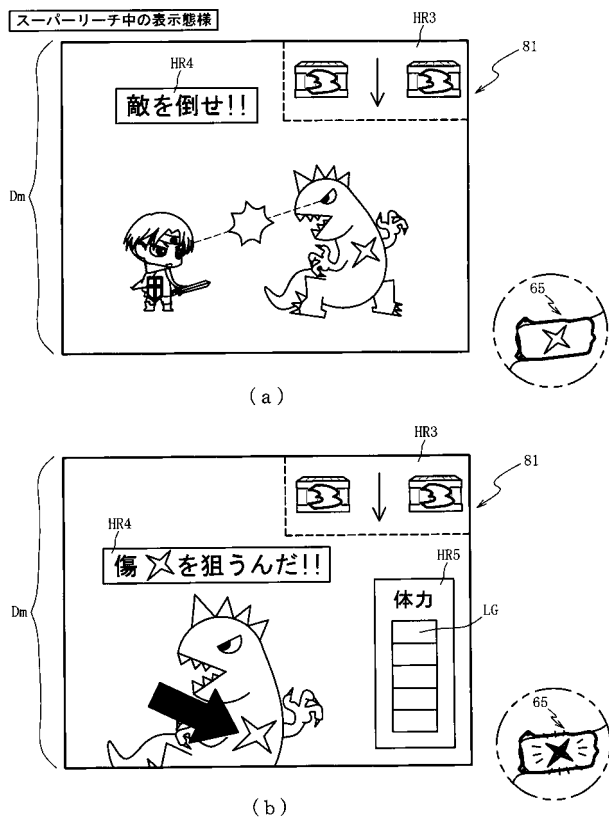 スーパーリーチ中の表示態様
HR3
81
HR4
敵を倒せ!!
Dm
65
(a)
HR3
81
HR4
傷 を狙うんだ!!
HR5
体力
LG
Dm
65
(b)